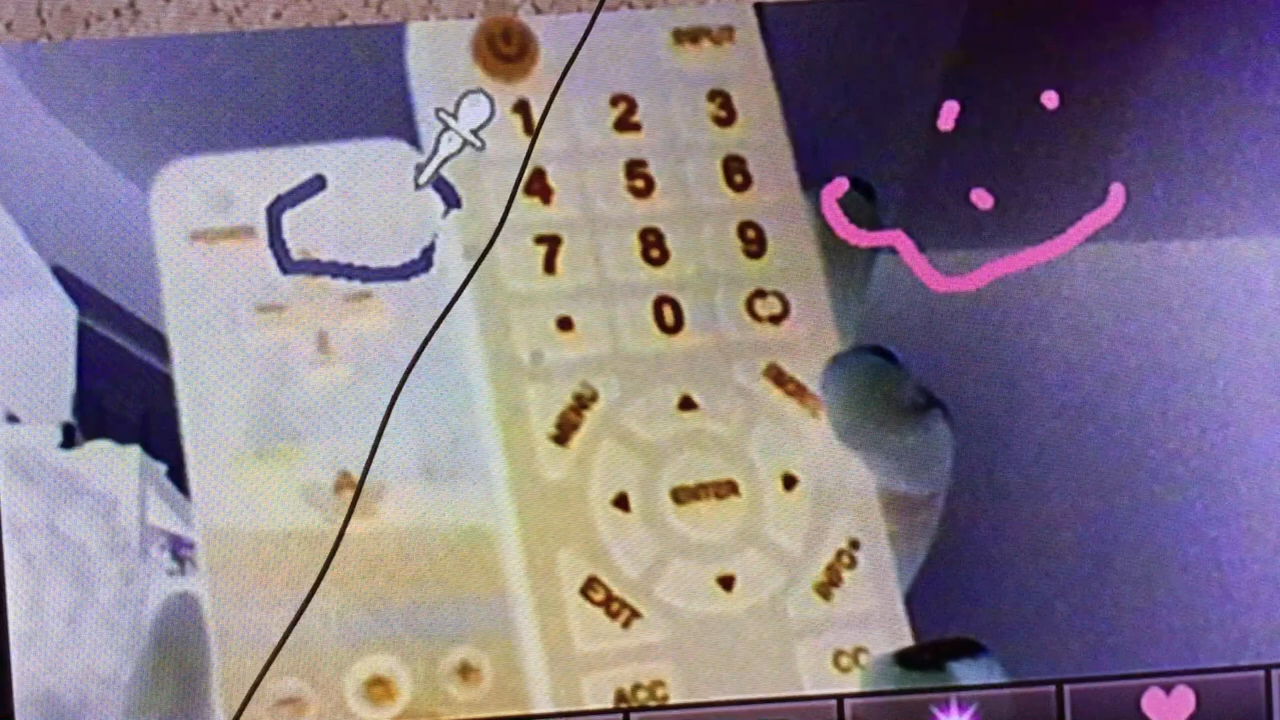 INPUT
1 2 3
4 5 6
7 8 9
0
MENU
ENTER
EXIT
INFO+
CC
ACC